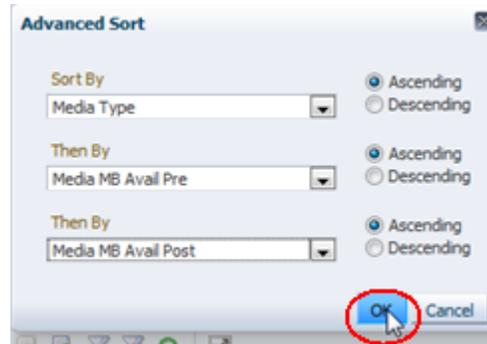 Advanced Sort
Sort By
Media Type
Ascending
Descending
Then By
Media MB Avail Pre
Ascending
Descending
Then By
Media MB Avail Post
Ascending
Descending
OK
Cancel